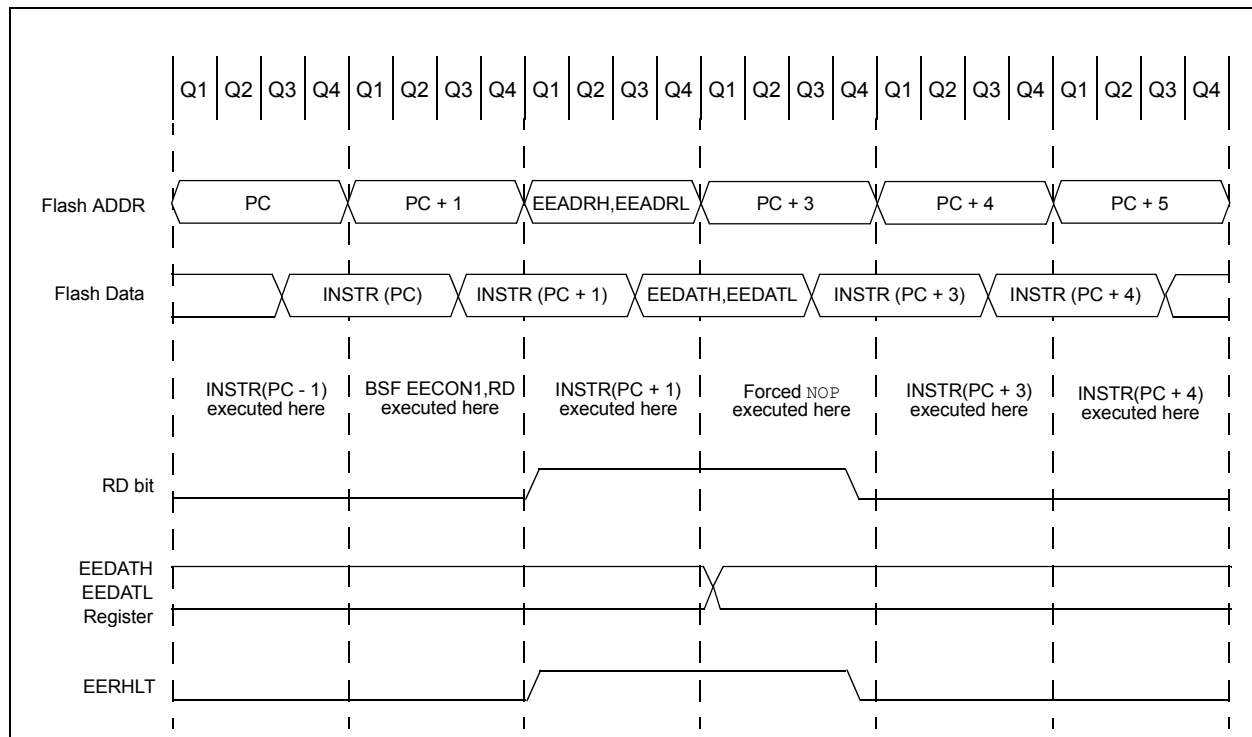 Q1 Q2 Q3 Q4 Q1 Q2 Q3 Q4 Q1 Q2 Q3 Q4 Q1 Q2 Q3 Q4 Q1 Q2 Q3 Q4 Q1 Q2 Q3 Q4
Flash ADDR PC PC + 1 EEADRH,EEADRL PC + 3 PC + 4 PC + 5
Flash Data INSTR (PC) INSTR (PC + 1) EEDATH,EEDATL INSTR (PC + 3) INSTR (PC + 4)
INSTR(PC - 1)
executed here
BSF EECON1,RD
executed here
INSTR(PC + 1)
executed here
Forced NOP
executed here
INSTR(PC + 3)
executed here
INSTR(PC + 4)
executed here
RD bit
EEDATH
EEDATL
Register
EERHLT